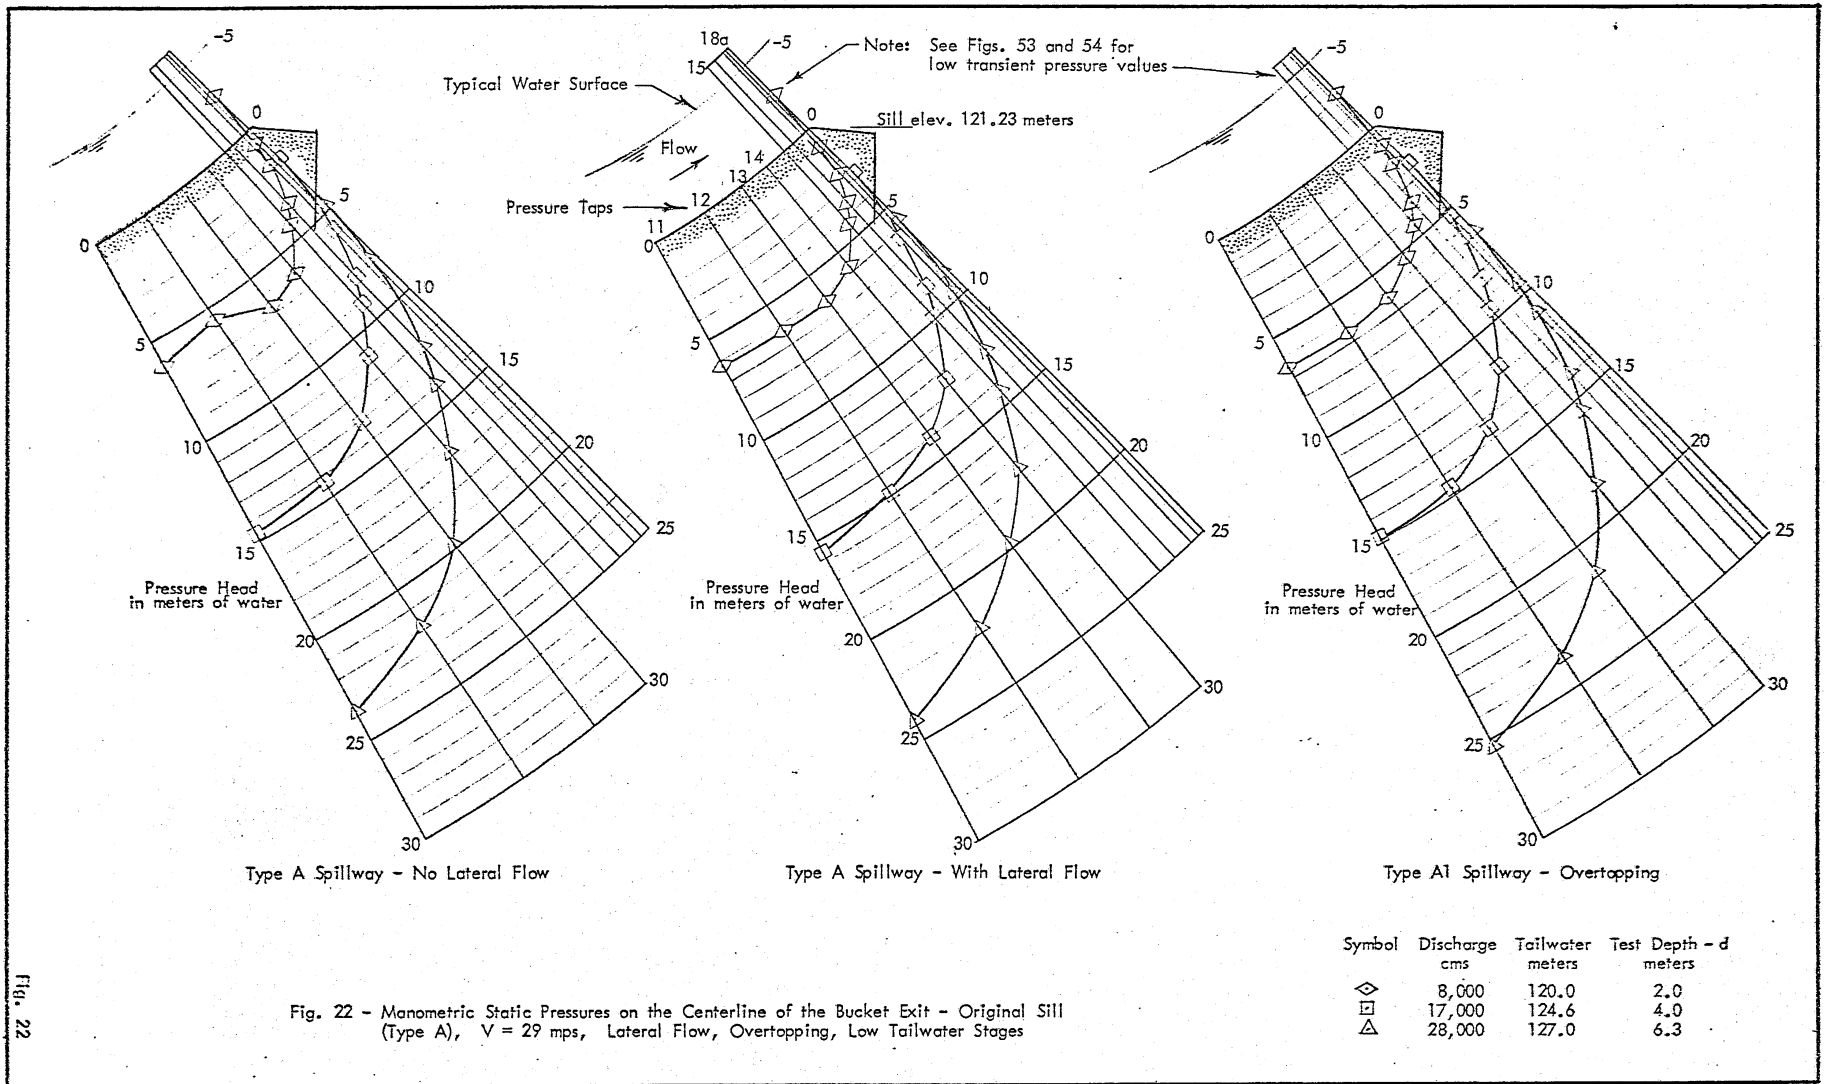 -5
0
5
10
15
20
25
30
0
5
10
15
20
25
30
Pressure Head
in meters of water
Type A Spillway - No Lateral Flow
18a
15
-5
Note: See Figs. 53 and 54 for
low transient pressure values
Typical Water Surface
0
Sill elev. 121.23 meters
Flow
14
13
12
11
Pressure Taps
0
5
10
15
20
25
30
5
10
15
20
25
30
Pressure Head
in meters of water
Type A Spillway - With Lateral Flow
-5
0
5
10
15
20
25
30
0
5
10
15
20
25
30
Pressure Head
in meters of water
Type A1 Spillway - Overtopping
Symbol Discharge Tailwater Test Depth - d
cms meters meters
8,000 120.0 2.0
17,000 124.6 4.0
28,000 127.0 6.3
Fig. 22 - Manometric Static Pressures on the Centerline of the Bucket Exit - Original Sill
(Type A), V = 29 mps, Lateral Flow, Overtopping, Low Tailwater Stages
Fig. 22